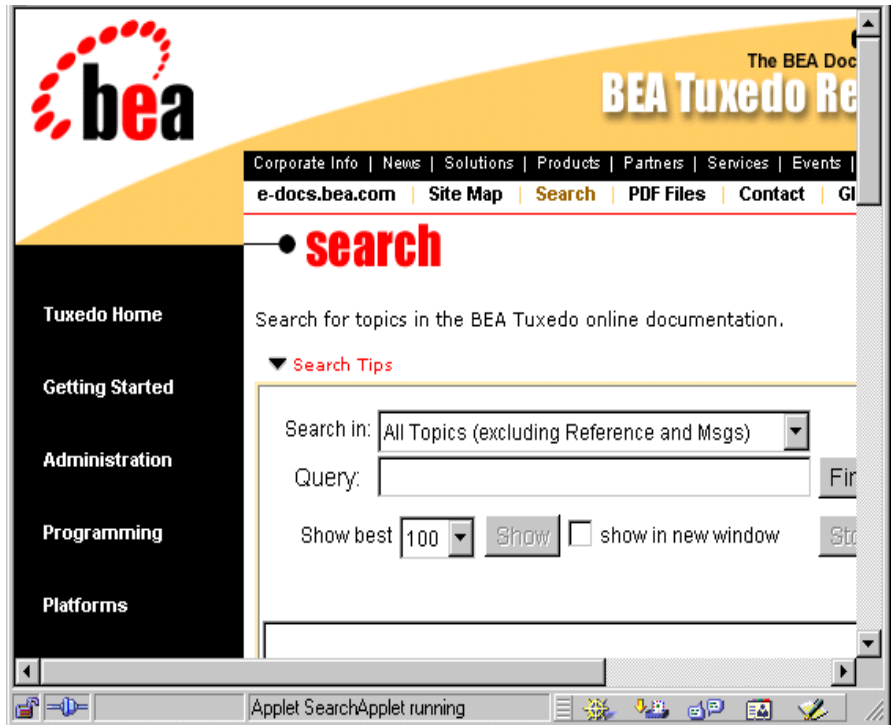 bea
The BEA Doc
BEA Tuxedo Re
Corporate Info | News | Solutions | Products | Partners | Services | Events |
e-docs.bea.com | Site Map | Search | PDF Files | Contact | Gl
search
Tuxedo Home
Getting Started
Administration
Programming
Platforms
Search for topics in the BEA Tuxedo online documentation.
Search Tips
Search in: All Topics (excluding Reference and Msgs)
Query: Fin
Show best 100 Show show in new window Sto
Applet SearchApplet running